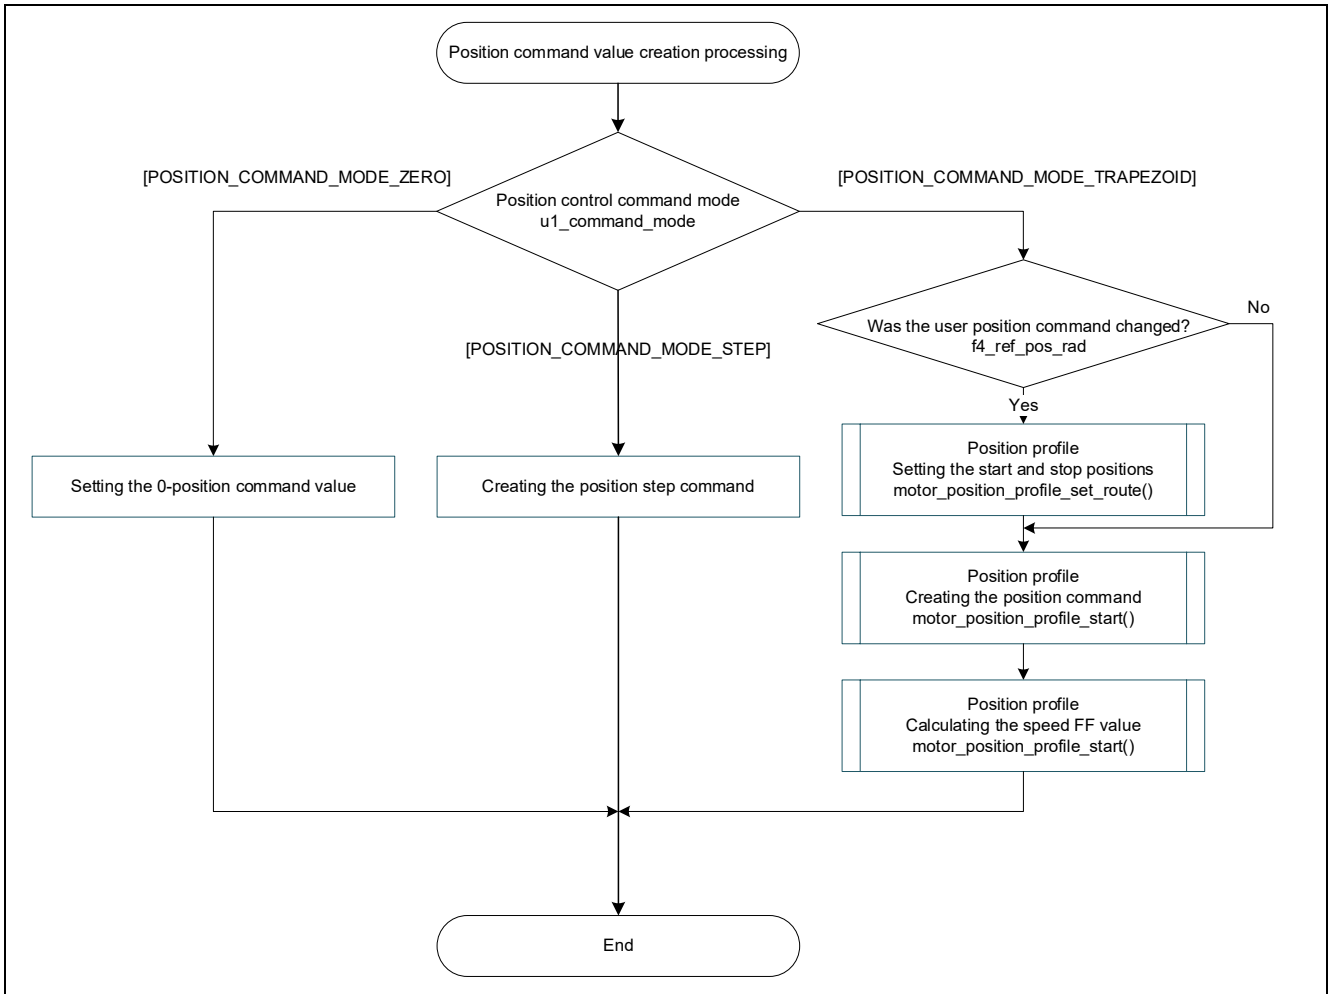 Position command value creation processing
[POSITION_COMMAND_MODE_ZERO]
[POSITION_COMMAND_MODE_TRAPEZOID]
Position control command mode
u1_command_mode
No
Was the user position command changed?
f4_ref_pos_rad
[POSITION_COMMAND_MODE_STEP]
Yes
Position profile
Setting the start and stop positions
motor_position_profile_set_route()
Setting the 0-position command value
Creating the position step command
Position profile
Creating the position command
motor_position_profile_start()
Position profile
Calculating the speed FF value
motor_position_profile_start()
End